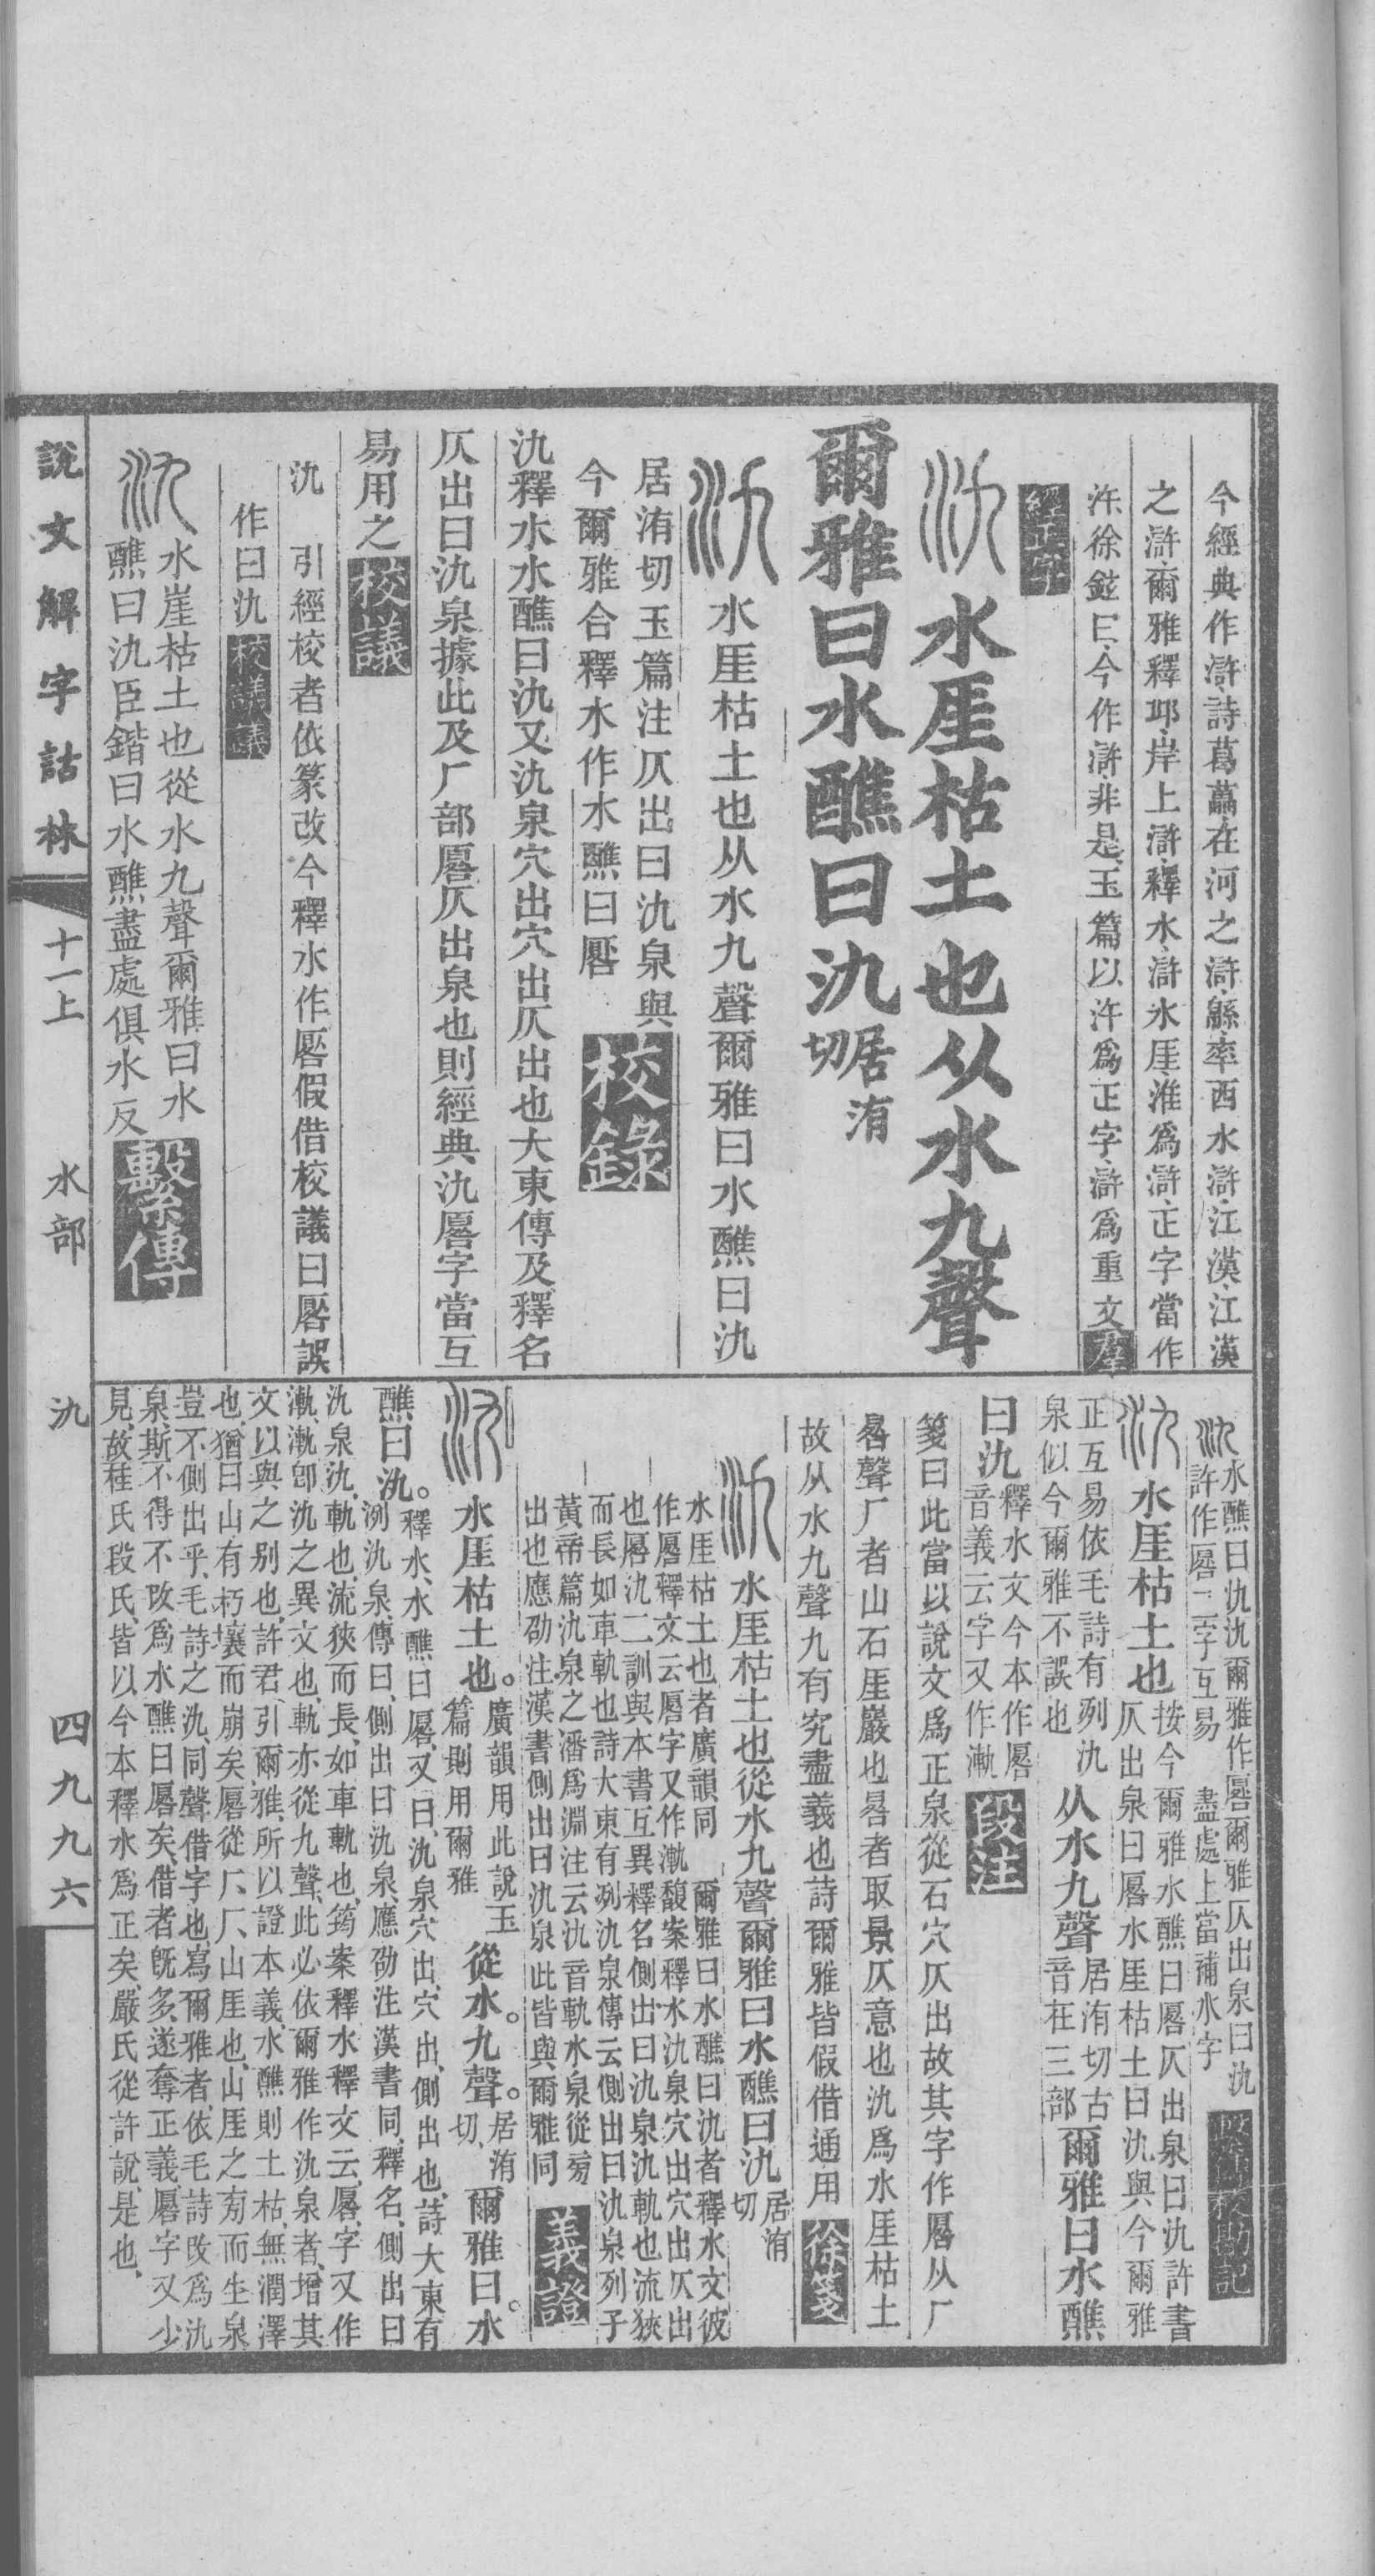 今經典作滸詩葛藟在河之滸緜率西水滸江漢江漢
之滸爾雅釋邱岸上滸釋水滸水厓淮爲滸正字當作
汻徐鉉曰今作滸非是玉篇以汻爲正字滸爲重文
經正字
水厓枯土也从水九聲
爾雅曰水醮曰氿居洧切
水厓枯土也从水九聲爾雅曰水醮曰氿
居洧切玉篇注仄出曰氿泉與
今爾雅合釋水作水醮曰厬校錄
氿釋水水醮曰氿又氿泉穴出穴出仄出也大東傳及釋名
仄出曰氿泉據此及厂部厬仄出泉也則經典氿厬字當互
易用之校議
氿 引經校者依篆改今釋水作厬假借校議曰厬誤
作曰氿校議議
水崖枯土也從水九聲爾雅曰水
醮曰氿臣鍇曰水醮盡處俱水反繫傳
水醮曰氿氿爾雅作厬爾雅仄出泉曰氿
許作厬二字互易 盡處上當補水字繫傳校勘記
水厓枯土也按今爾雅水醮曰厬仄出泉曰氿許書
仄出泉曰厬水厓枯土曰氿與今爾雅
正互易依毛詩有列氿
泉似今爾雅不誤也从水九聲居洧切古
音在三部爾雅曰水醮
曰氿釋水文今本作厬
音義云字又作漸段注
箋曰此當以說文爲正泉從石穴仄出故其字作厬从厂
晷聲厂者山石厓巖也晷者取景仄意也氿爲水厓枯土
故从水九聲九有究盡義也詩爾雅皆假借通用徐箋
水厓枯土也從水九聲爾雅曰水醮曰氿居洧
切
水厓枯土也者廣韻同 爾雅曰水醮曰氿者釋水文彼
作厬釋文云厬字又作漸馥案釋水氿泉穴出穴出仄出
也厬氿二訓與本書互異釋名側出曰氿泉氿軌也流狹
而長如車軌也詩大東有冽氿泉傳云側出曰氿泉列子
黃帝篇氿泉之潘爲淵注云氿音軌水泉從旁
出也應劭注漢書側出曰氿泉此皆與爾雅同義證
水厓枯土也。廣韻用此說玉
篇則用爾雅從水。九聲。居洧
切、爾雅曰。水
醮曰氿。釋水、水醮曰厬、又曰、氿泉穴出、穴出、側出也、詩大東有
冽氿泉、傳曰、側出曰氿泉、應劭注漢書同、釋名、側出曰
氿泉氿、軌也、流狹而長、如車軌也、筠案釋水釋文云、厬、字又作
漸、漸卽氿之異文也、軌亦從九聲、此必依爾雅作氿泉者、增其
文以與之別也、許君引爾雅、所以證本義、水醮則土枯、無潤澤
也、猶曰山有朽壤而崩矣、厬從厂、厂、山厓也、山厓之旁而生泉
豈不側出乎、毛詩之氿、同聲借字也、寫爾雅者、依毛詩改爲氿
泉、斯不得不改爲水醮曰厬矣、借者旣多、遂奪正義、厬字又少
見、故桂氏段氏、皆以今本釋水爲正矣、嚴氏從許說、是也、
說文解字詁林 十一上 水部 氿 四九九六